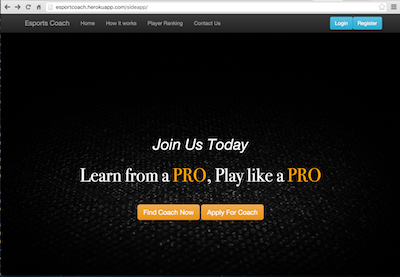 esportcoach.herokuapp.com/sideapp/
Esports Coach Home How it works Player Ranking Contact Us Login Register
Join Us Today
Learn from a PRO, Play like a PRO
Find Coach Now Apply For Coach